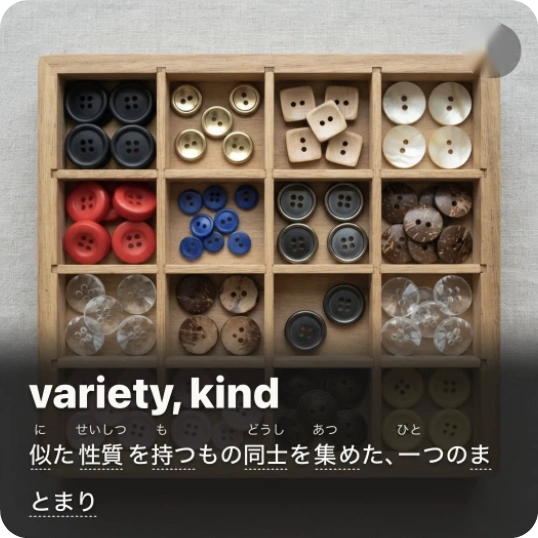 variety, kind
に せいしつ も どうし あつ ひと
似た性質を持つもの同士を集めた、一つのま
とまり